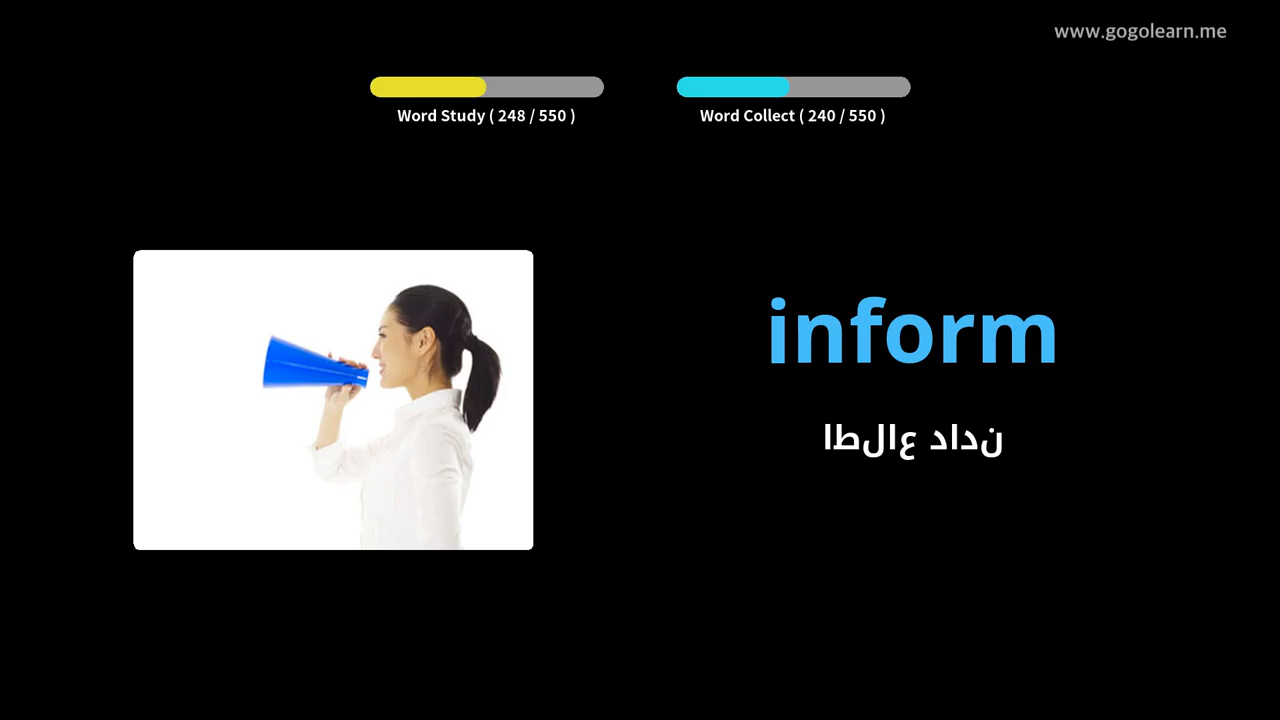 www.gogolearn.me
Word Study ( 248 / 550 )
Word Collect ( 240 / 550 )
inform
نداد عالطا